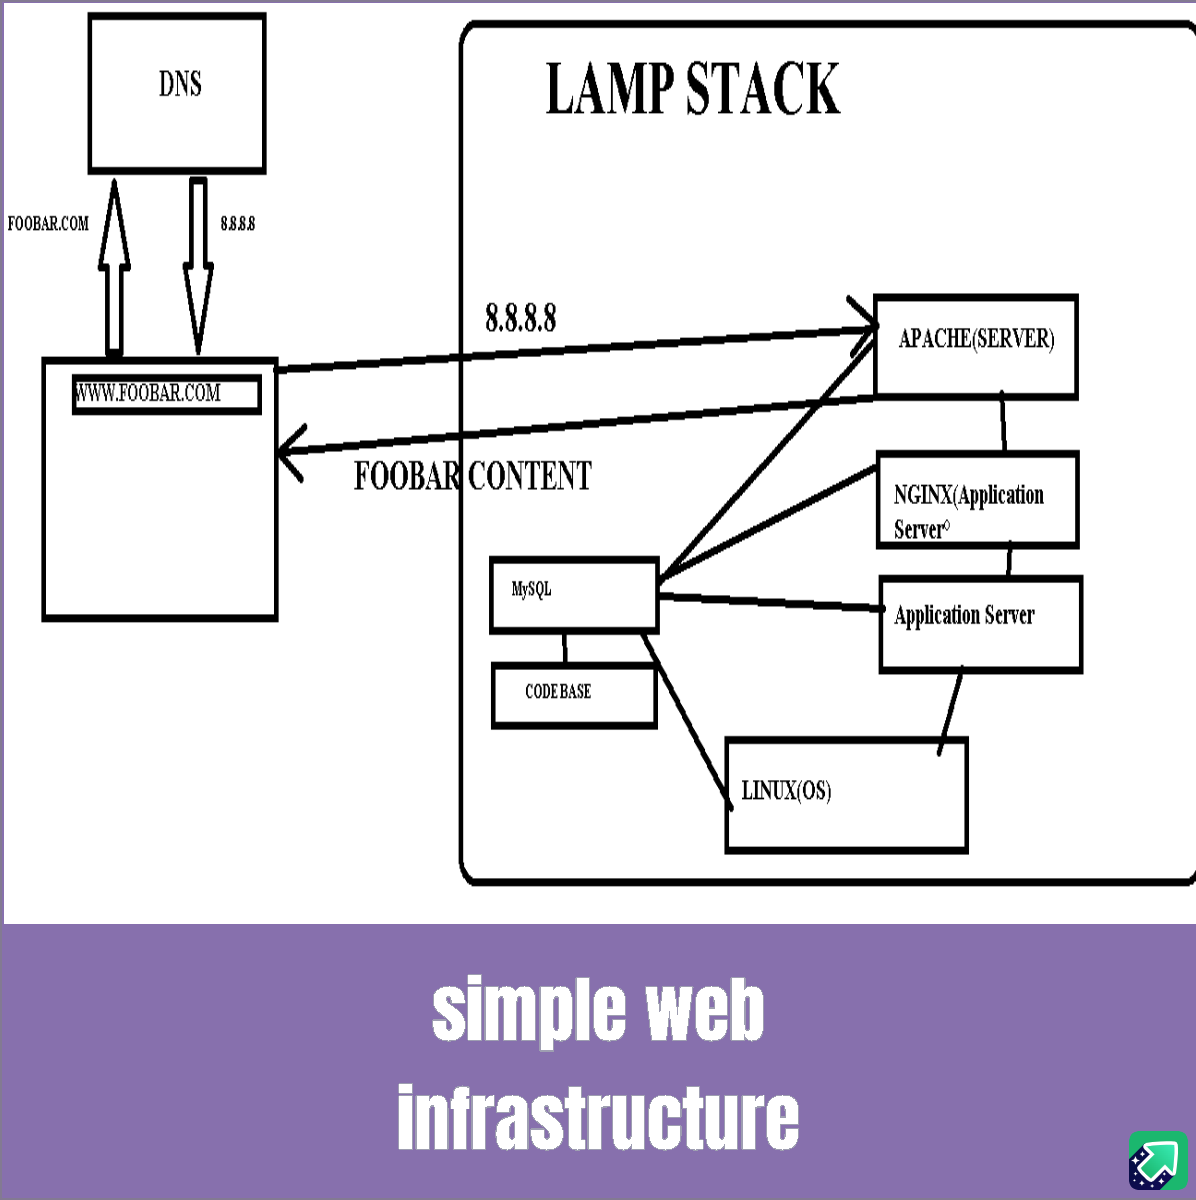 DNS
LAMP STACK
FOOBAR.COM
8.8.8.8
8.8.8.8
APACHE(SERVER)
WWW.FOOBAR.COM
FOOBAR CONTENT
NGINX(Application
Server◊
MySQL
Application Server
CODE BASE
LINUX(OS)
simple web
infrastructure